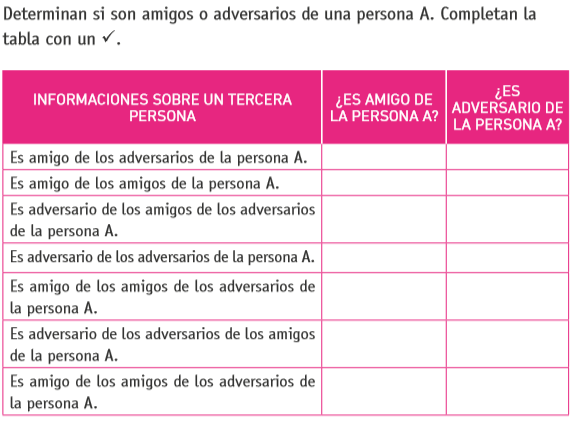 Determinan si son amigos o adversarios de una persona A. Completan la
tabla con un ✓.
INFORMACIONES SOBRE UN TERCERA
PERSONA
¿ES AMIGO DE
LA PERSONA A?
¿ES
ADVERSARIO DE
LA PERSONA A?
Es amigo de los adversarios de la persona A.
Es amigo de los amigos de la persona A.
Es adversario de los amigos de los adversarios
de la persona A.
Es adversario de los adversarios de la persona A.
Es amigo de los amigos de los adversarios de
la persona A.
Es adversario de los adversarios de los amigos
de la persona A.
Es amigo de los amigos de los adversarios de
la persona A.